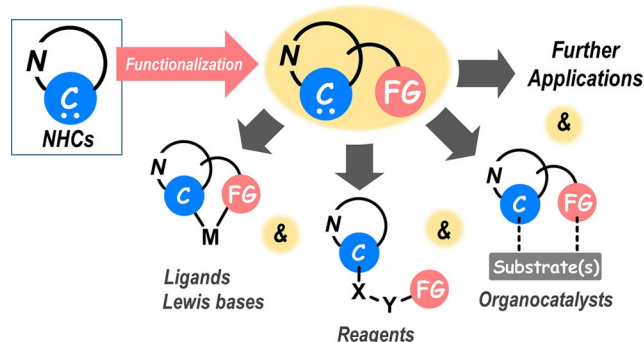 N
C
NHCs
Functionalization
N
C
FG
Further
Applications
&
N
C
FG
M
Ligands
Lewis bases
&
N
C
X
Y
FG
Reagents
&
N
C
FG
Substrate(s)
Organocatalysts